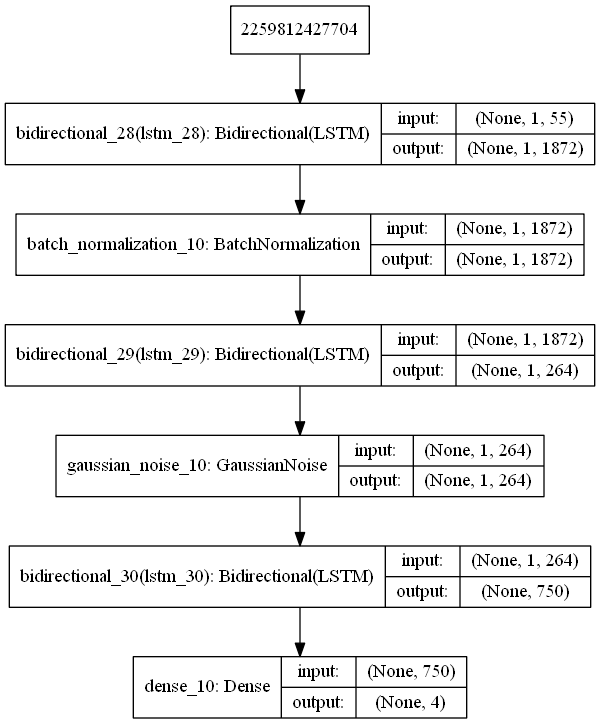 2259812427704
bidirectional_28(lstm_28): Bidirectional(LSTM)
input: (None, 1, 55)
output: (None, 1, 1872)
batch_normalization_10: BatchNormalization
input: (None, 1, 1872)
output: (None, 1, 1872)
bidirectional_29(lstm_29): Bidirectional(LSTM)
input: (None, 1, 1872)
output: (None, 1, 264)
gaussian_noise_10: GaussianNoise
input: (None, 1, 264)
output: (None, 1, 264)
bidirectional_30(lstm_30): Bidirectional(LSTM)
input: (None, 1, 264)
output: (None, 750)
dense_10: Dense
input: (None, 750)
output: (None, 4)